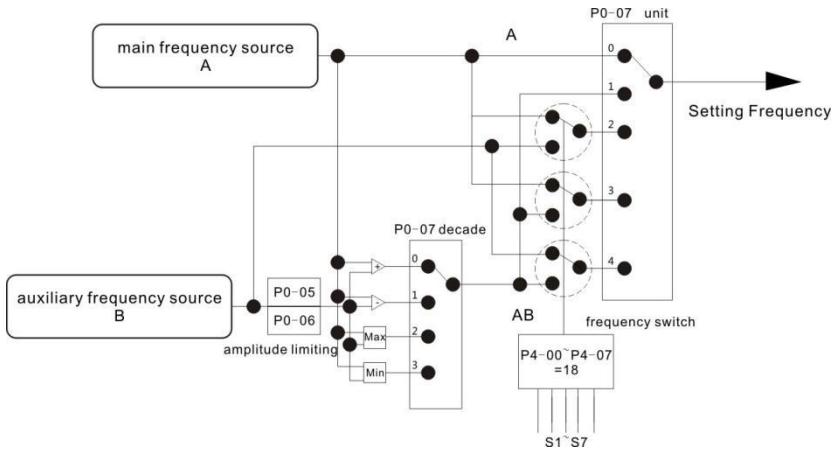 P0-07 unit
main frequency source
A
A
0
1
2
3
4
Setting Frequency
P0-07 decade
auxiliary frequency source
B
P0-05
P0-06
amplitude limiting
+
-
Max
Min
0
1
2
3
AB
frequency switch
P4-00~P4-07
=18
S1~S7